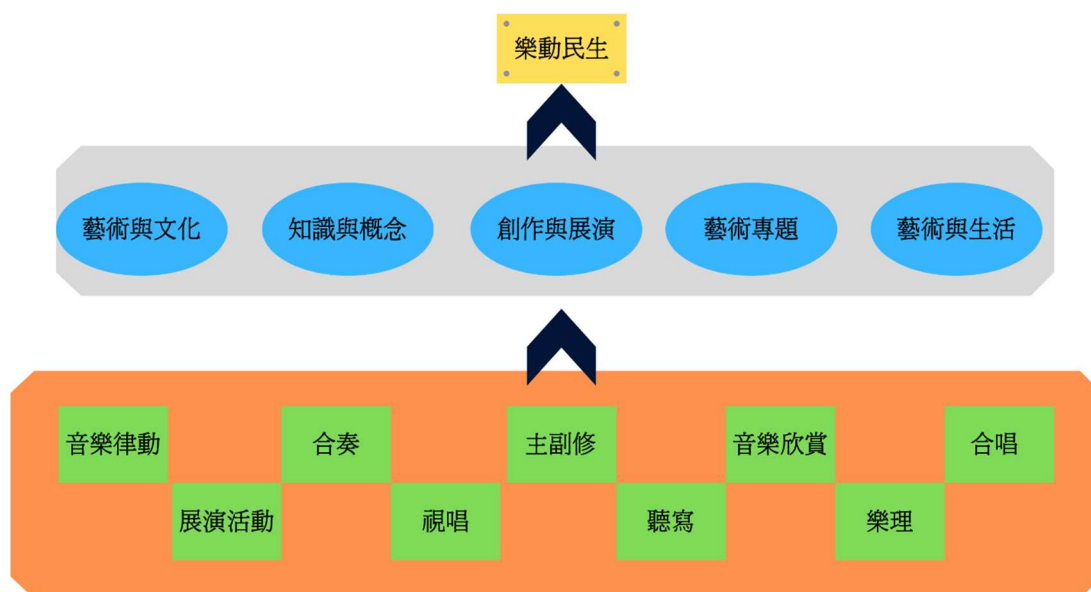 樂動民生
藝術與文化
知識與概念
創作與展演
藝術專題
藝術與生活
音樂律動
合奏
主副修
音樂欣賞
合唱
展演活動
視唱
聽寫
樂理